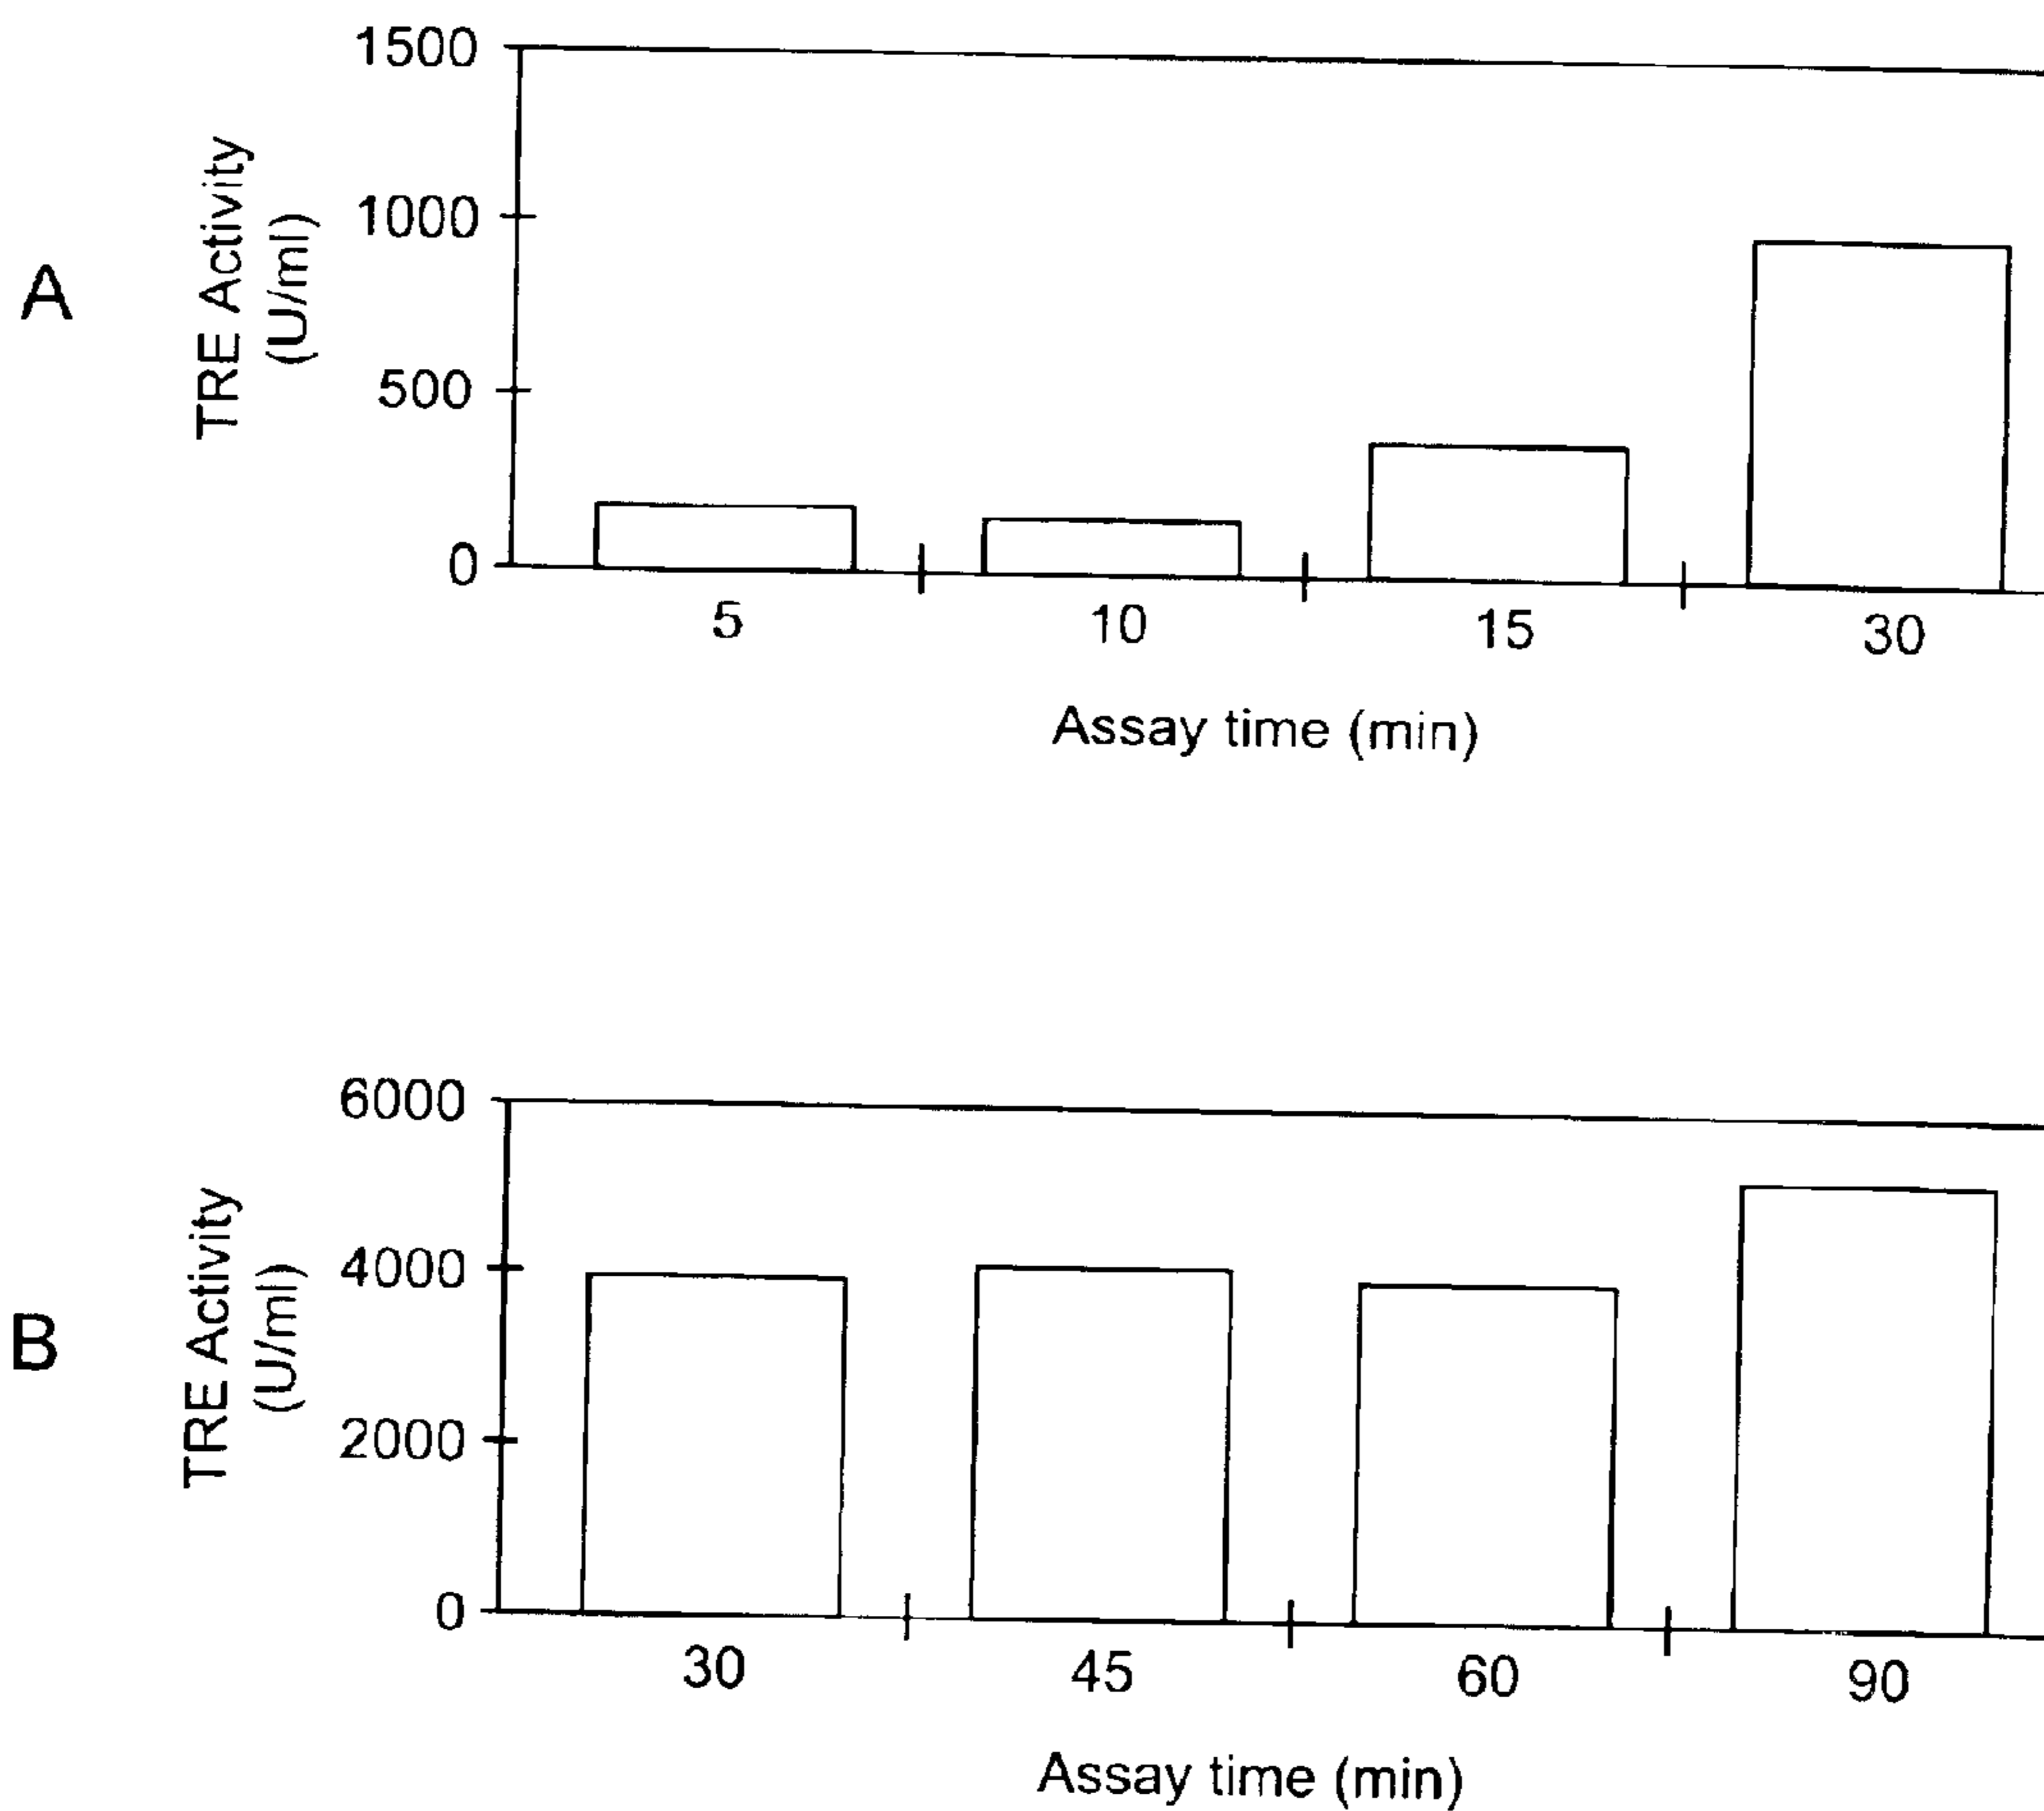 A
TRE Activity
(U/ml)
1500
1000
500
0
5 10 15 30
Assay time (min)
B
TRE Activity
(U/ml)
6000
4000
2000
0
30 45 60 90
Assay time (min)